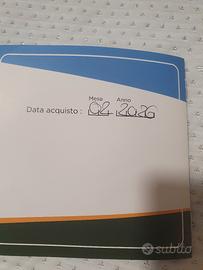 Mese Anno
Data acquisto : 02 2026
subito